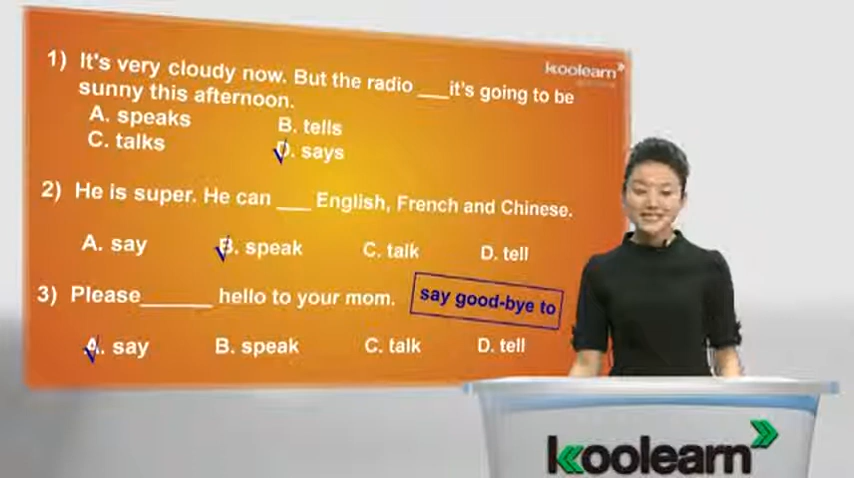 koolearn
1) It's very cloudy now. But the radio ___it's going to be
sunny this afternoon.
A. speaks B. tells
C. talks D. says
2) He is super. He can ___ English, French and Chinese.
A. say B. speak C. talk D. tell
3) Please______ hello to your mom. say good-bye to
A. say B. speak C. talk D. tell
koolearn